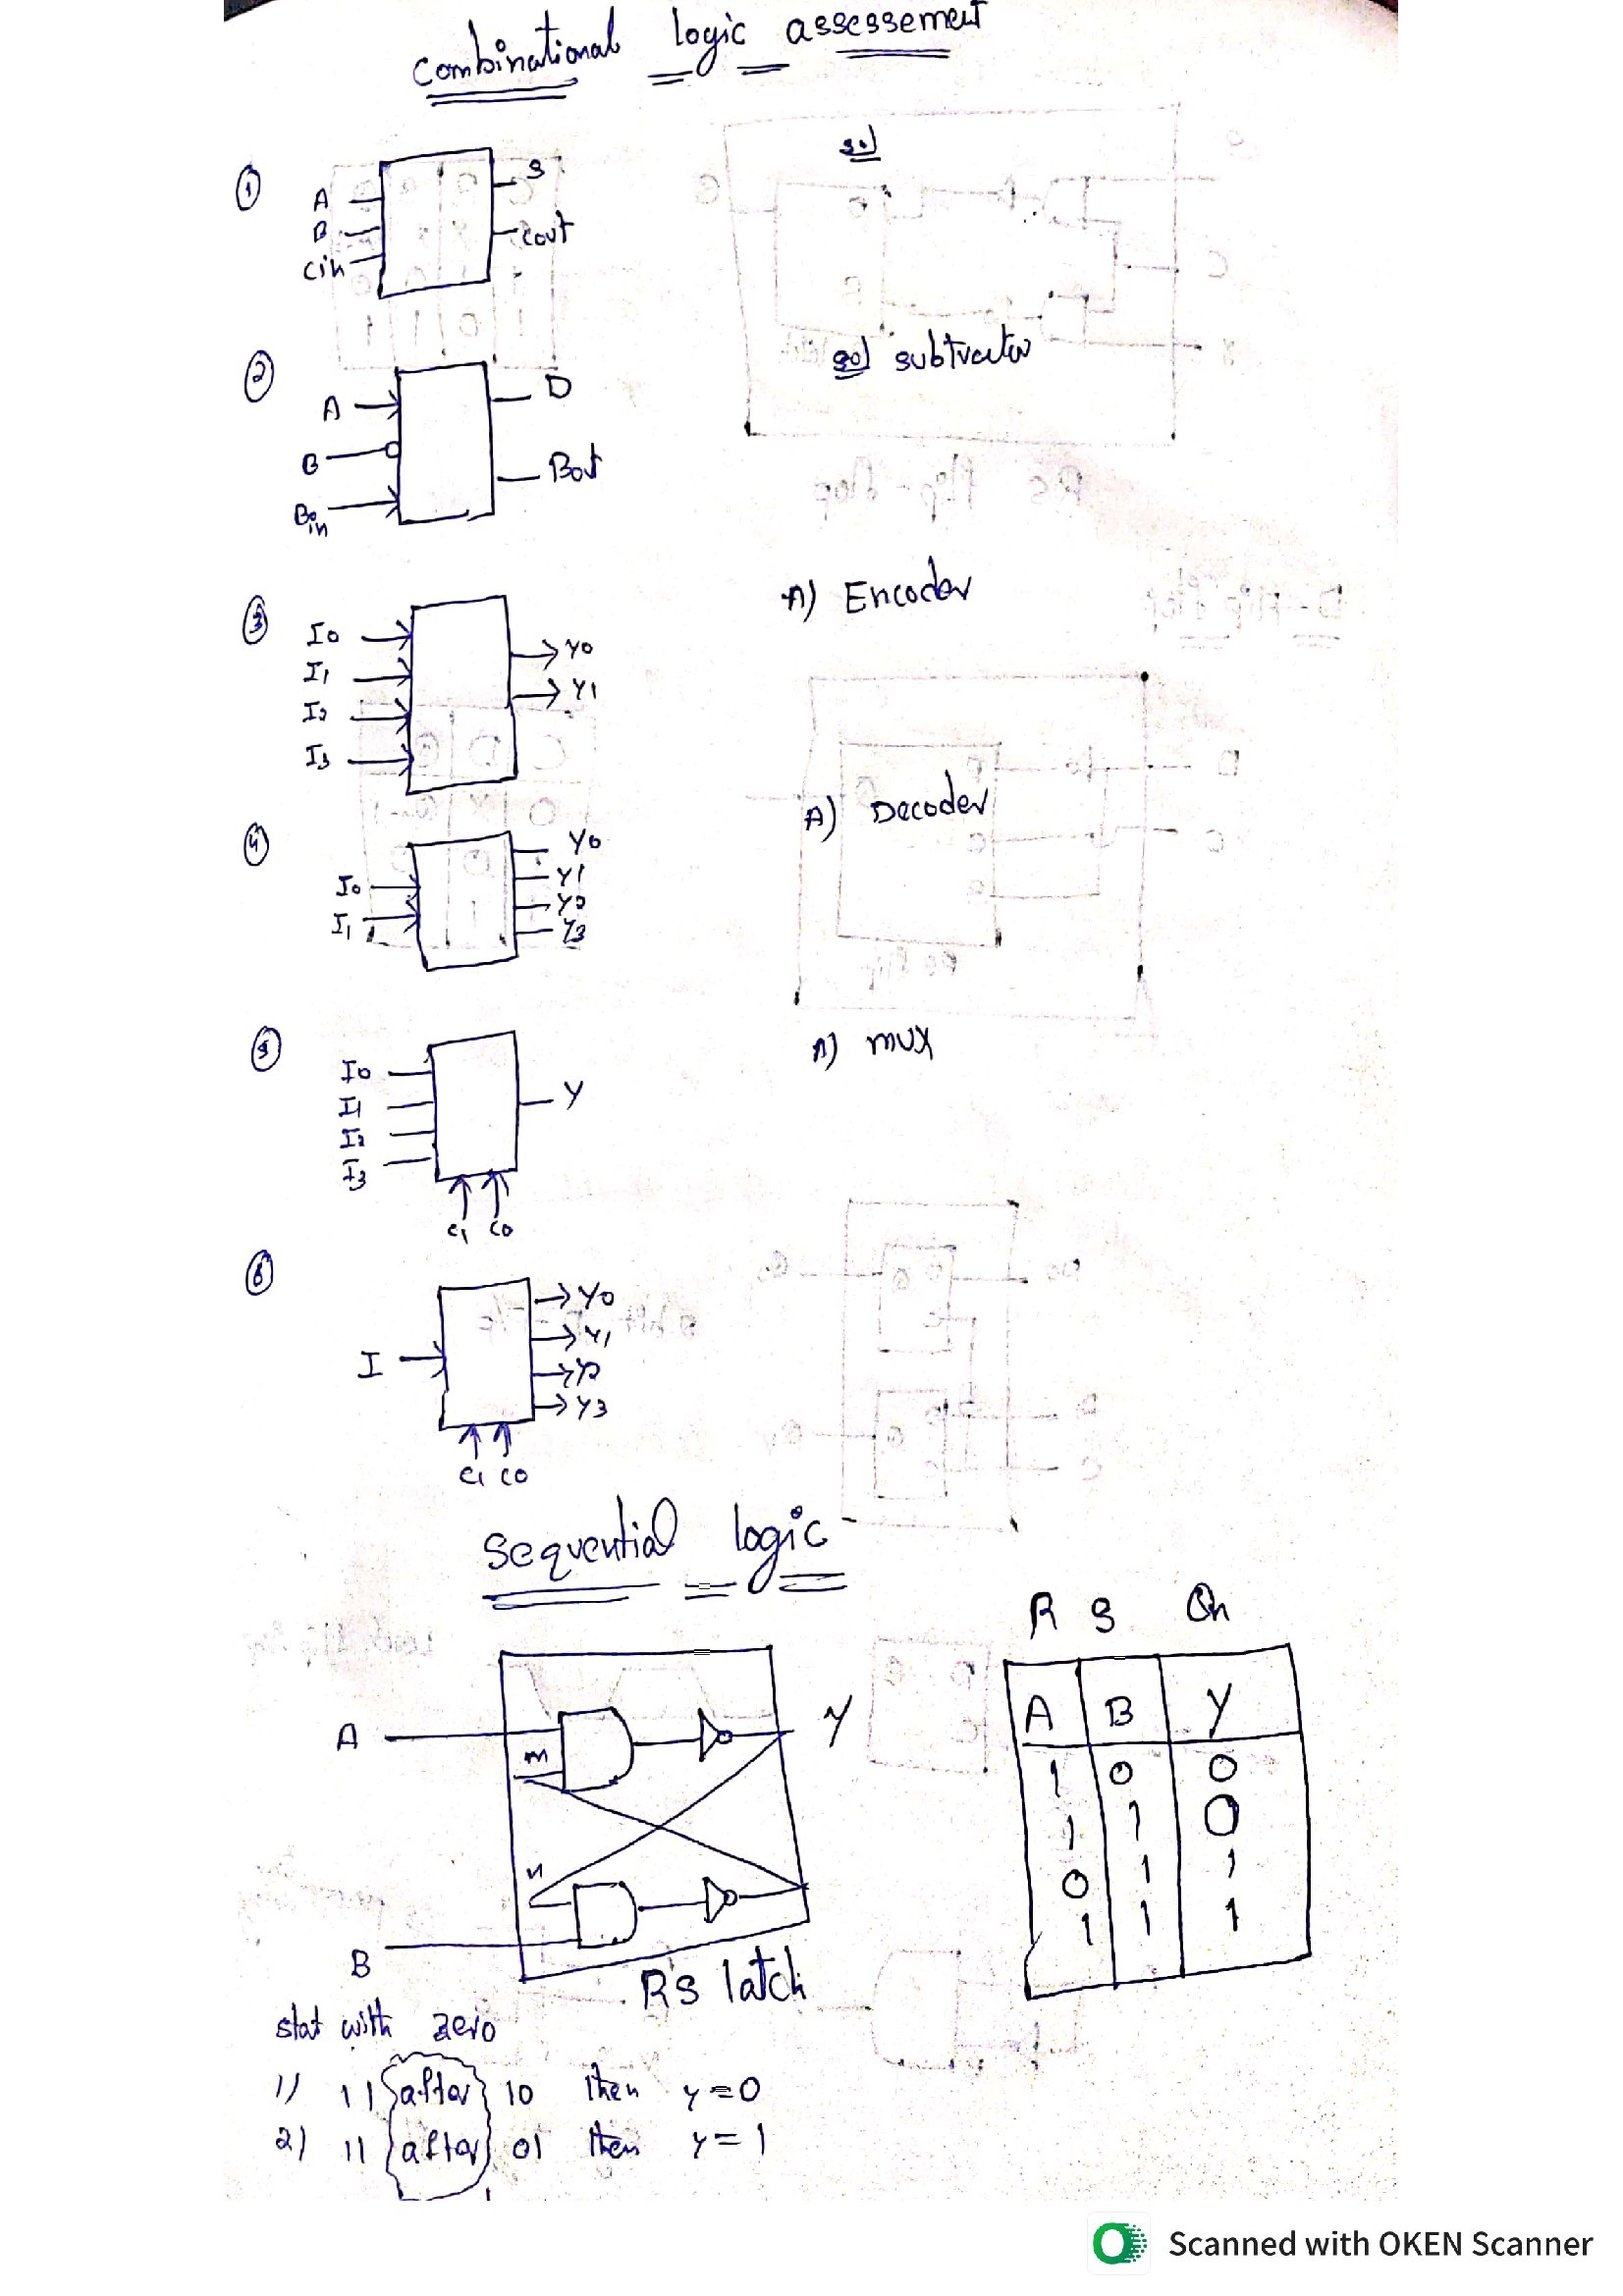 combinational logic assessement
1
A
B
Cin
S
Cout
sol
2
A
B
Bin
D
Bout
sol subtractor
3
I0
I1
I2
I3
Y0
Y1
A) Encoder
4
I0
I1
Y0
Y1
Y2
Y3
A) Decoder
5
I0
I1
I2
I3
Y
C1 C0
A) mux
6
I
Y0
Y1
Y2
Y3
C1 C0
sequential logic
R S Qn
A B Y
1 0 0
1 1 0
0 1 1
1 1 1
A
m
Y
n
B
RS latch
stat with zero
1) 11 after 10 then y=0
2) 11 after 01 then y=1
Scanned with OKEN Scanner